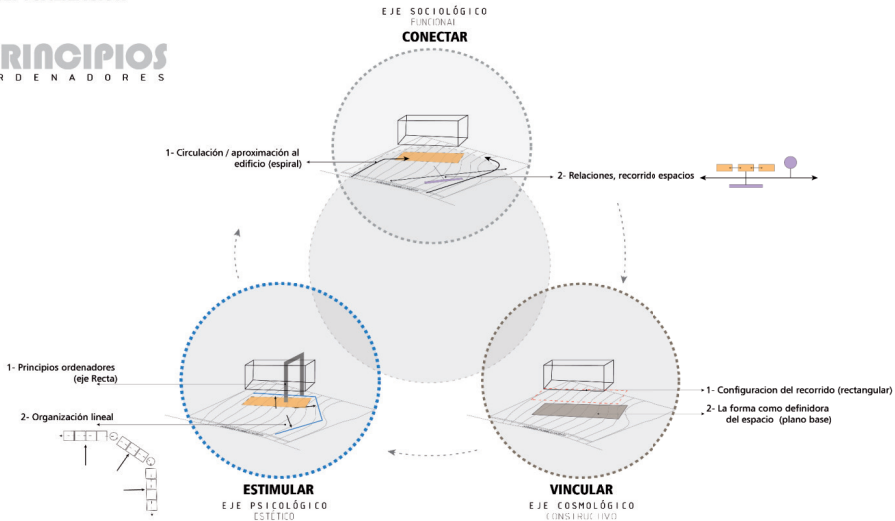 EJE SOCIOLÓGICO
FUNCIONAL
CONECTAR
RINCIPIOS
RDENADORES
1- Circulación / aproximación al
edificio (espiral)
2- Relaciones, recorrido espacios
1- Principios ordenadores
(eje Recta)
2- Organización lineal
1- Configuracion del recorrido (rectangular)
2- La forma como definidora
del espacio (plano base)
ESTIMULAR
EJE PSICOLÓGICO
ESTÉTICO
VINCULAR
EJE COSMOLÓGICO
CONSTRUCTIVO